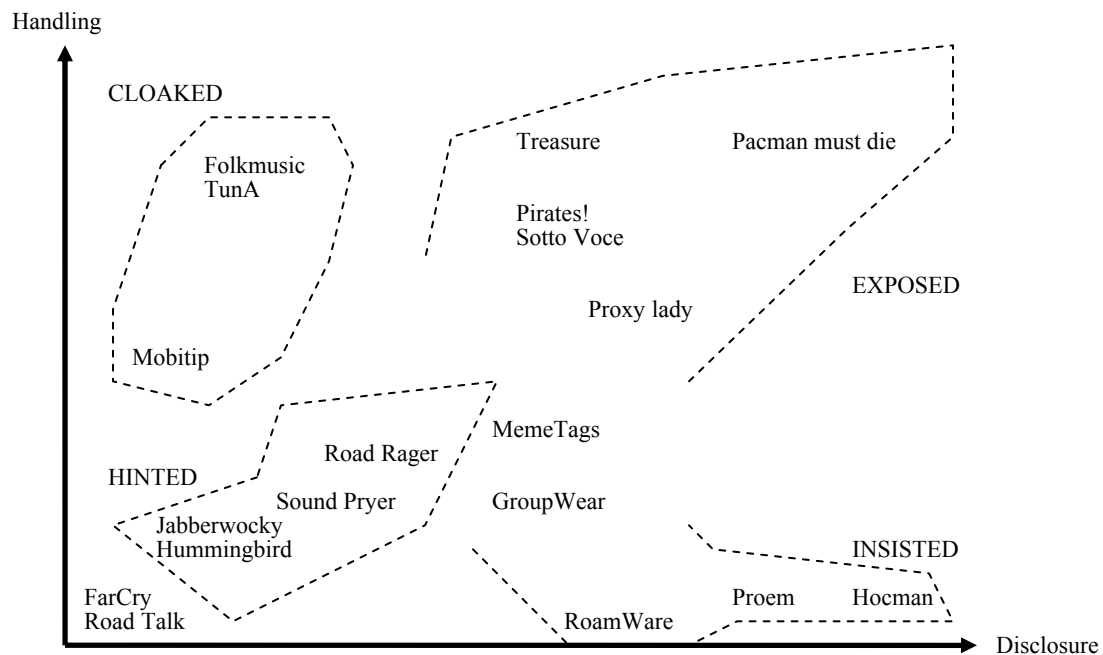 Handling
CLOAKED
Folkmusic
TunA
Treasure
Pacman must die
Pirates!
Sotto Voce
EXPOSED
Proxy lady
Mobitip
MemeTags
Road Rager
HINTED
Sound Pryer
GroupWear
Jabberwocky
Hummingbird
INSISTED
FarCry
Road Talk
RoamWare
Proem
Hocman
Disclosure